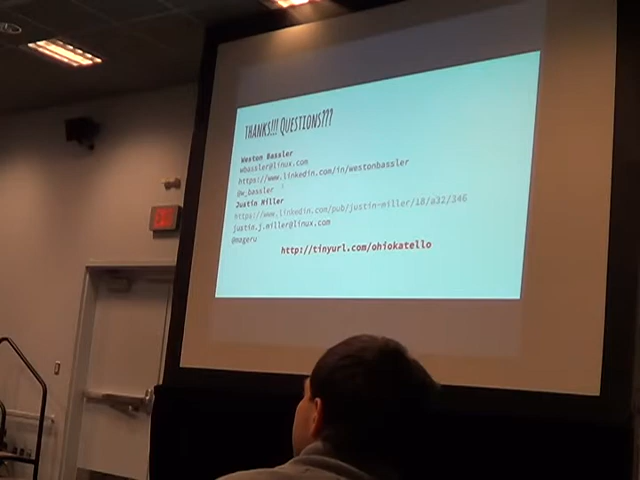 THANKS!!! QUESTIONS???
Weston Bassler
wbassler@linux.com
https://www.linkedin.com/in/westonbassler
@w_bassler
Justin Miller
https://www.linkedin.com/pub/justin-miller/18/a32/346
justin.j.miller@linux.com
@mageru
http://tinyurl.com/ohiokatello